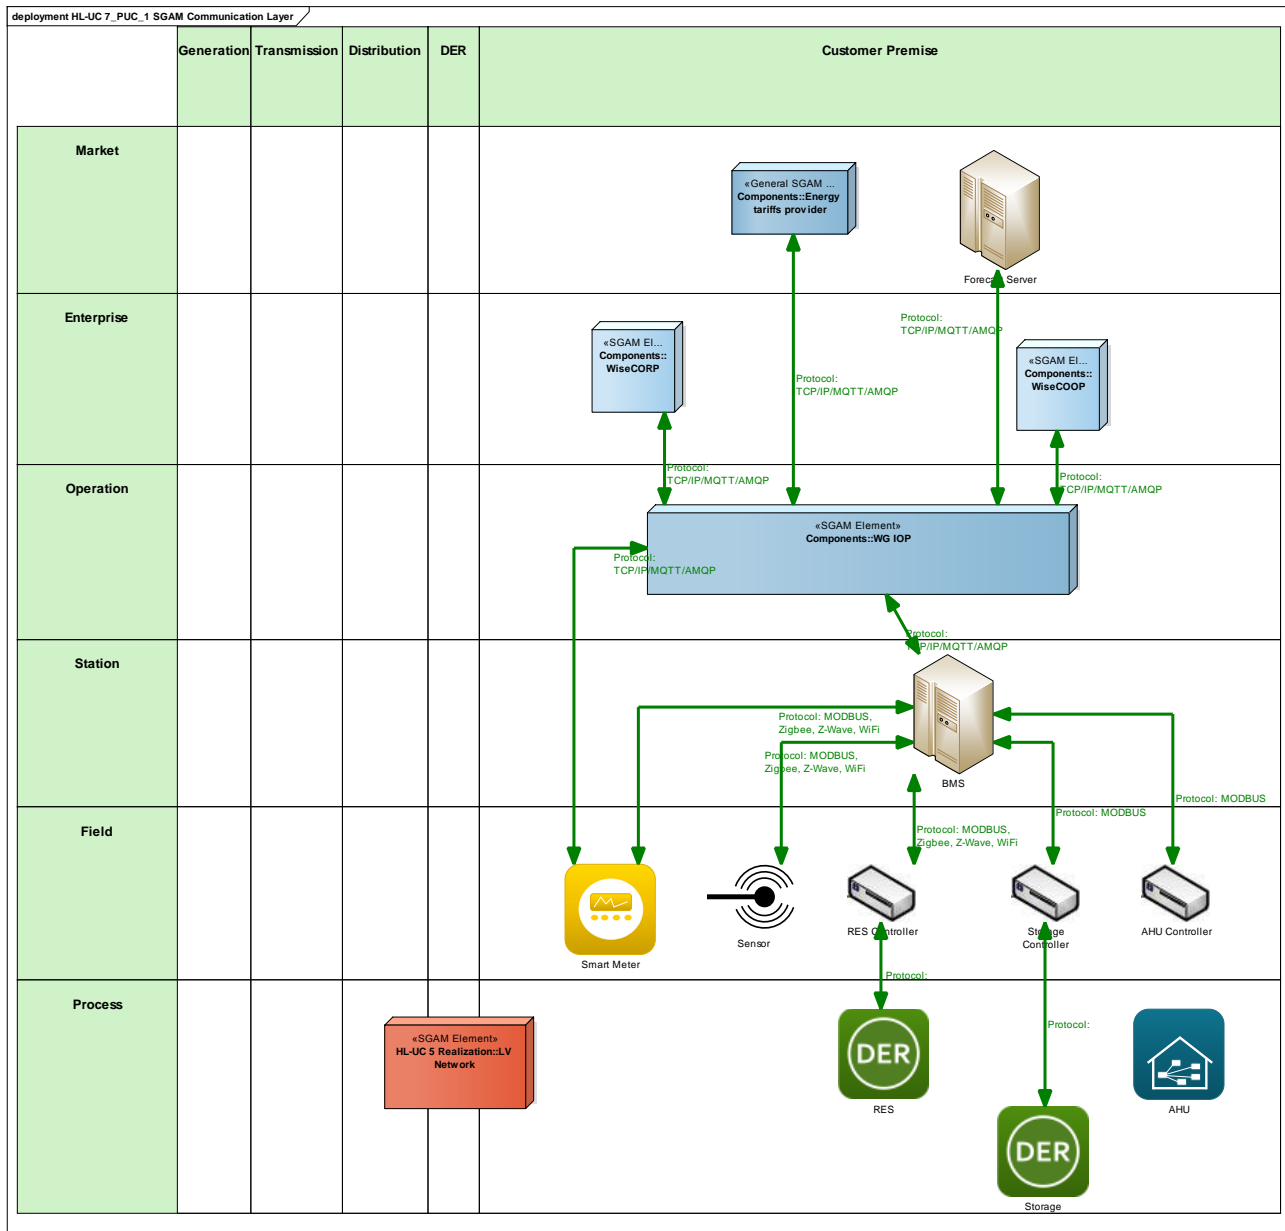 deployment HL-UC 7_PUC_1 SGAM Communication Layer
Generation
Transmission
Distribution
DER
Customer Premise
Market
«General SGAM ...
Components::Energy
tariffs provider
Forecast Server
Enterprise
«SGAM El...
Components::
WiseCORP
Protocol:
TCP/IP/MQTT/AMQP
«SGAM El...
Components::
WiseCOOP
Protocol:
TCP/IP/MQTT/AMQP
Operation
Protocol:
TCP/IP/MQTT/AMQP
Protocol:
TCP/IP/MQTT/AMQP
«SGAM Element»
Components::WG IOP
Protocol:
TCP/IP/MQTT/AMQP
Protocol:
TCP/IP/MQTT/AMQP
Station
Protocol: MODBUS,
Zigbee, Z-Wave, WiFi
Protocol: MODBUS,
Zigbee, Z-Wave, WiFi
BMS
Protocol: MODBUS
Protocol: MODBUS
Field
Protocol: MODBUS,
Zigbee, Z-Wave, WiFi
Smart Meter
Sensor
RES Controller
Storage
Controller
AHU Controller
Protocol:
Process
«SGAM Element»
HL-UC 5 Realization::LV
Network
Protocol:
DER
RES
AHU
DER
Storage